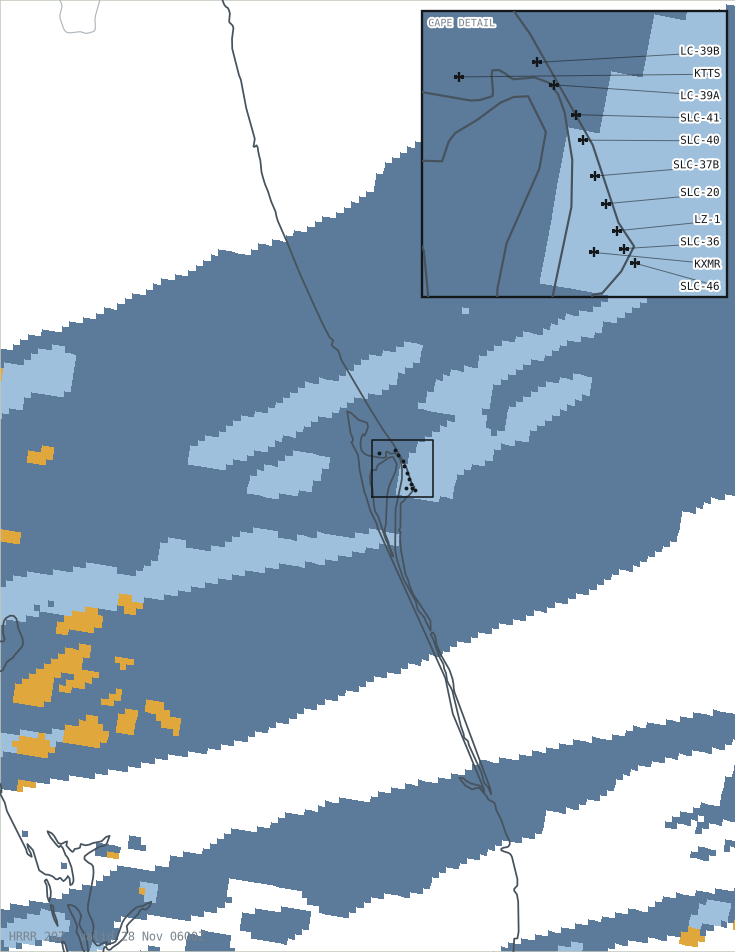 CAPE DETAIL
LC-39B
KTTS
LC-39A
SLC-41
SLC-40
SLC-37B
SLC-20
LZ-1
SLC-36
KXMR
SLC-46
HRRR 28 Nov 0600